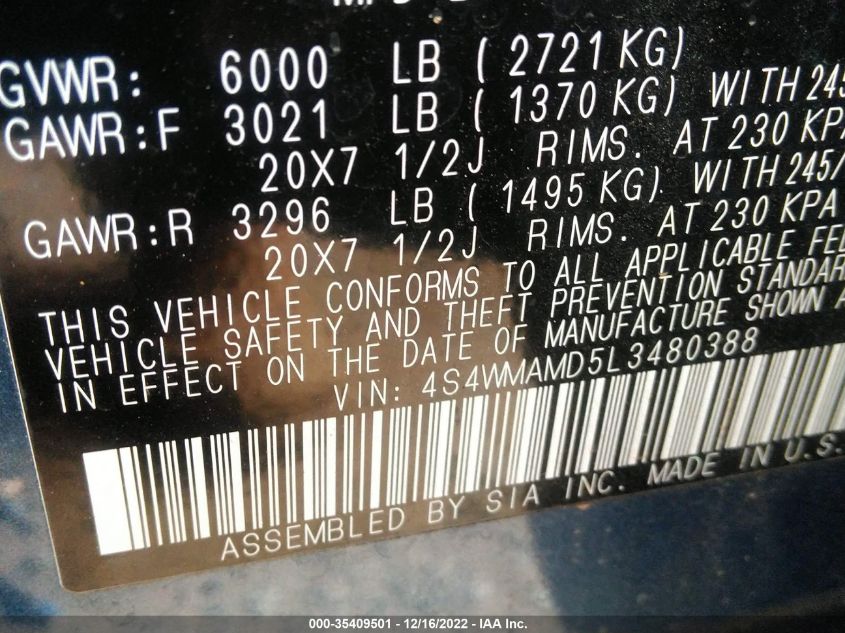 GVWR: 6000 LB ( 2721 KG)
GAWR:F 3021 LB ( 1370 KG) WITH 245
20X7 1/2J RIMS. AT 230 KPA
GAWR:R 3296 LB ( 1495 KG) WITH 245/
20X7 1/2J RIMS. AT 230 KPA
THIS VEHICLE CONFORMS TO ALL APPLICABLE
VEHICLE SAFETY AND THEFT PREVENTION STANDAR
IN EFFECT ON THE DATE OF MANUFACTURE SHOWN
VIN: 4S4WMAMD5L3480388
ASSEMBLED BY SIA INC. MADE IN U.S.
000-35409501 - 12/16/2022 - IAA Inc.